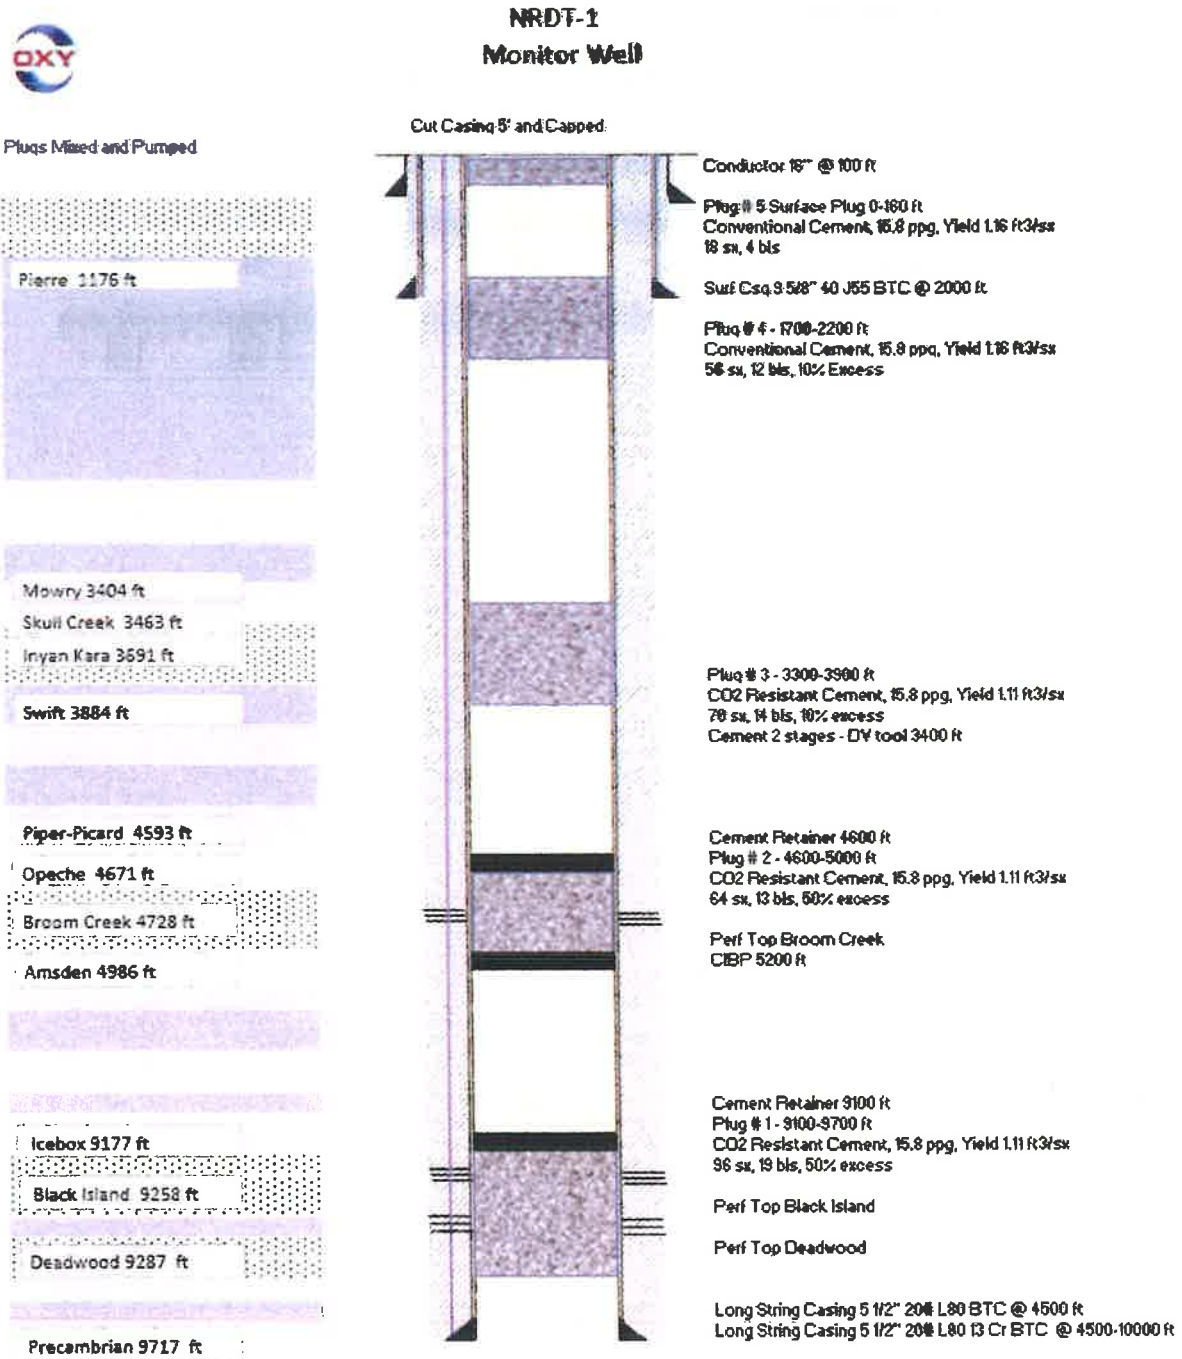 NRDT-1
Monitor Well
OXY
Cut Casing 5' and Capped
Plugs Mixed and Pumped
Pierre 1176 ft
Mowry 3404 ft
Skull Creek 3463 ft
Inyan Kara 3691 ft
Swift 3884 ft
Piper-Picard 4593 ft
Opeche 4671 ft
Broom Creek 4728 ft
Amsden 4986 ft
Icebox 9177 ft
Black Island 9258 ft
Deadwood 9287 ft
Precambrian 9717 ft
Conductor 16" @ 100 ft
Plug # 5 Surface Plug 0-160 ft
Conventional Cement, 15.8 ppg, Yield 1.16 ft3/sx
18 sx, 4 bls
Surf Csg 9 5/8" 40 J55 BTC @ 2000 ft
Plug # 4 - 1700-2200 ft
Conventional Cement, 15.8 ppg, Yield 1.16 ft3/sx
56 sx, 12 bls, 10% Excess
Plug # 3 - 3300-3900 ft
CO2 Resistant Cement, 15.8 ppg, Yield 1.11 ft3/sx
70 sx, 14 bls, 10% excess
Cement 2 stages - DV tool 3400 ft
Cement Retainer 4600 ft
Plug # 2 - 4600-5000 ft
CO2 Resistant Cement, 15.8 ppg, Yield 1.11 ft3/sx
64 sx, 13 bls, 50% excess
Perf Top Broom Creek
CIBP 5200 ft
Cement Retainer 9100 ft
Plug # 1 - 9100-9700 ft
CO2 Resistant Cement, 15.8 ppg, Yield 1.11 ft3/sx
96 sx, 19 bls, 50% excess
Perf Top Black Island
Perf Top Deadwood
Long String Casing 5 1/2" 20# L80 BTC @ 4500 ft
Long String Casing 5 1/2" 20# L80 13 Cr BTC @ 4500-10000 ft